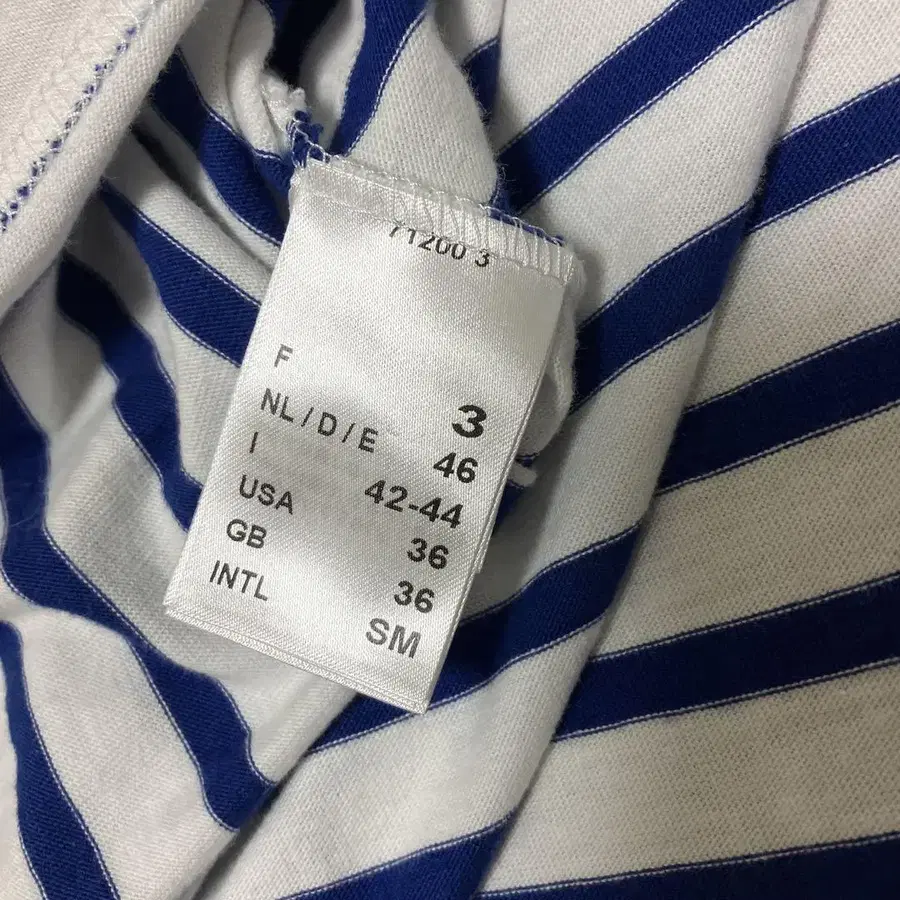 71200 3
F 3
NL / D / E 46
I 42-44
USA 36
GB 36
INTL SM